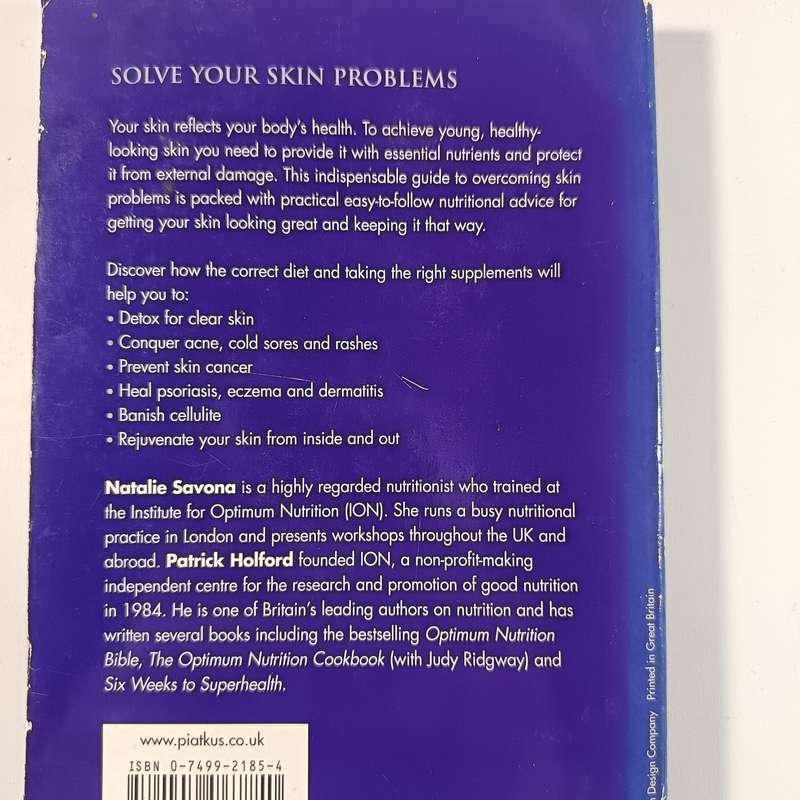 SOLVE YOUR SKIN PROBLEMS
Your skin reflects your body's health. To achieve young, healthy-
looking skin you need to provide it with essential nutrients and protect
it from external damage. This indispensable guide to overcoming skin
problems is packed with practical easy-to-follow nutritional advice for
getting your skin looking great and keeping it that way.
Discover how the correct diet and taking the right supplements will
help you to:
• Detox for clear skin
• Conquer acne, cold sores and rashes
• Prevent skin cancer
• Heal psoriasis, eczema and dermatitis
• Banish cellulite
• Rejuvenate your skin from inside and out
Natalie Savona is a highly regarded nutritionist who trained at
the Institute for Optimum Nutrition (ION). She runs a busy nutritional
practice in London and presents workshops throughout the UK and
abroad. Patrick Holford founded ION, a non-profit-making
independent centre for the research and promotion of good nutrition
in 1984. He is one of Britain's leading authors on nutrition and has
written several books including the bestselling Optimum Nutrition
Bible, The Optimum Nutrition Cookbook (with Judy Ridgway) and
Six Weeks to Superhealth.
www.piatkus.co.uk
ISBN 0-7499-2185-4
Design Company Printed in Great Britain